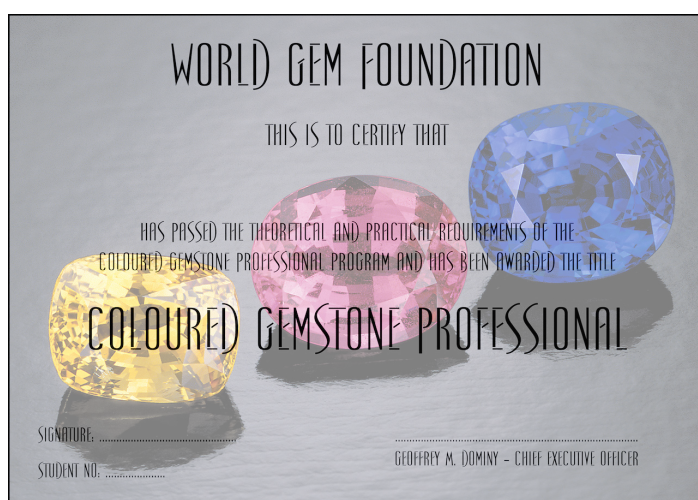 WORLD GEM FOUNDATION
THIS IS TO CERTIFY THAT
HAS PASSED THE THEORETICAL AND PRACTICAL REQUIREMENTS OF THE
COLOURED GEMSTONE PROFESSIONAL PROGRAM AND HAS BEEN AWARDED THE TITLE
COLOURED GEMSTONE PROFESSIONAL
SIGNATURE: ..........................................
STUDENT NO: ....................
GEOFFREY M. DOMINY - CHIEF EXECUTIVE OFFICER